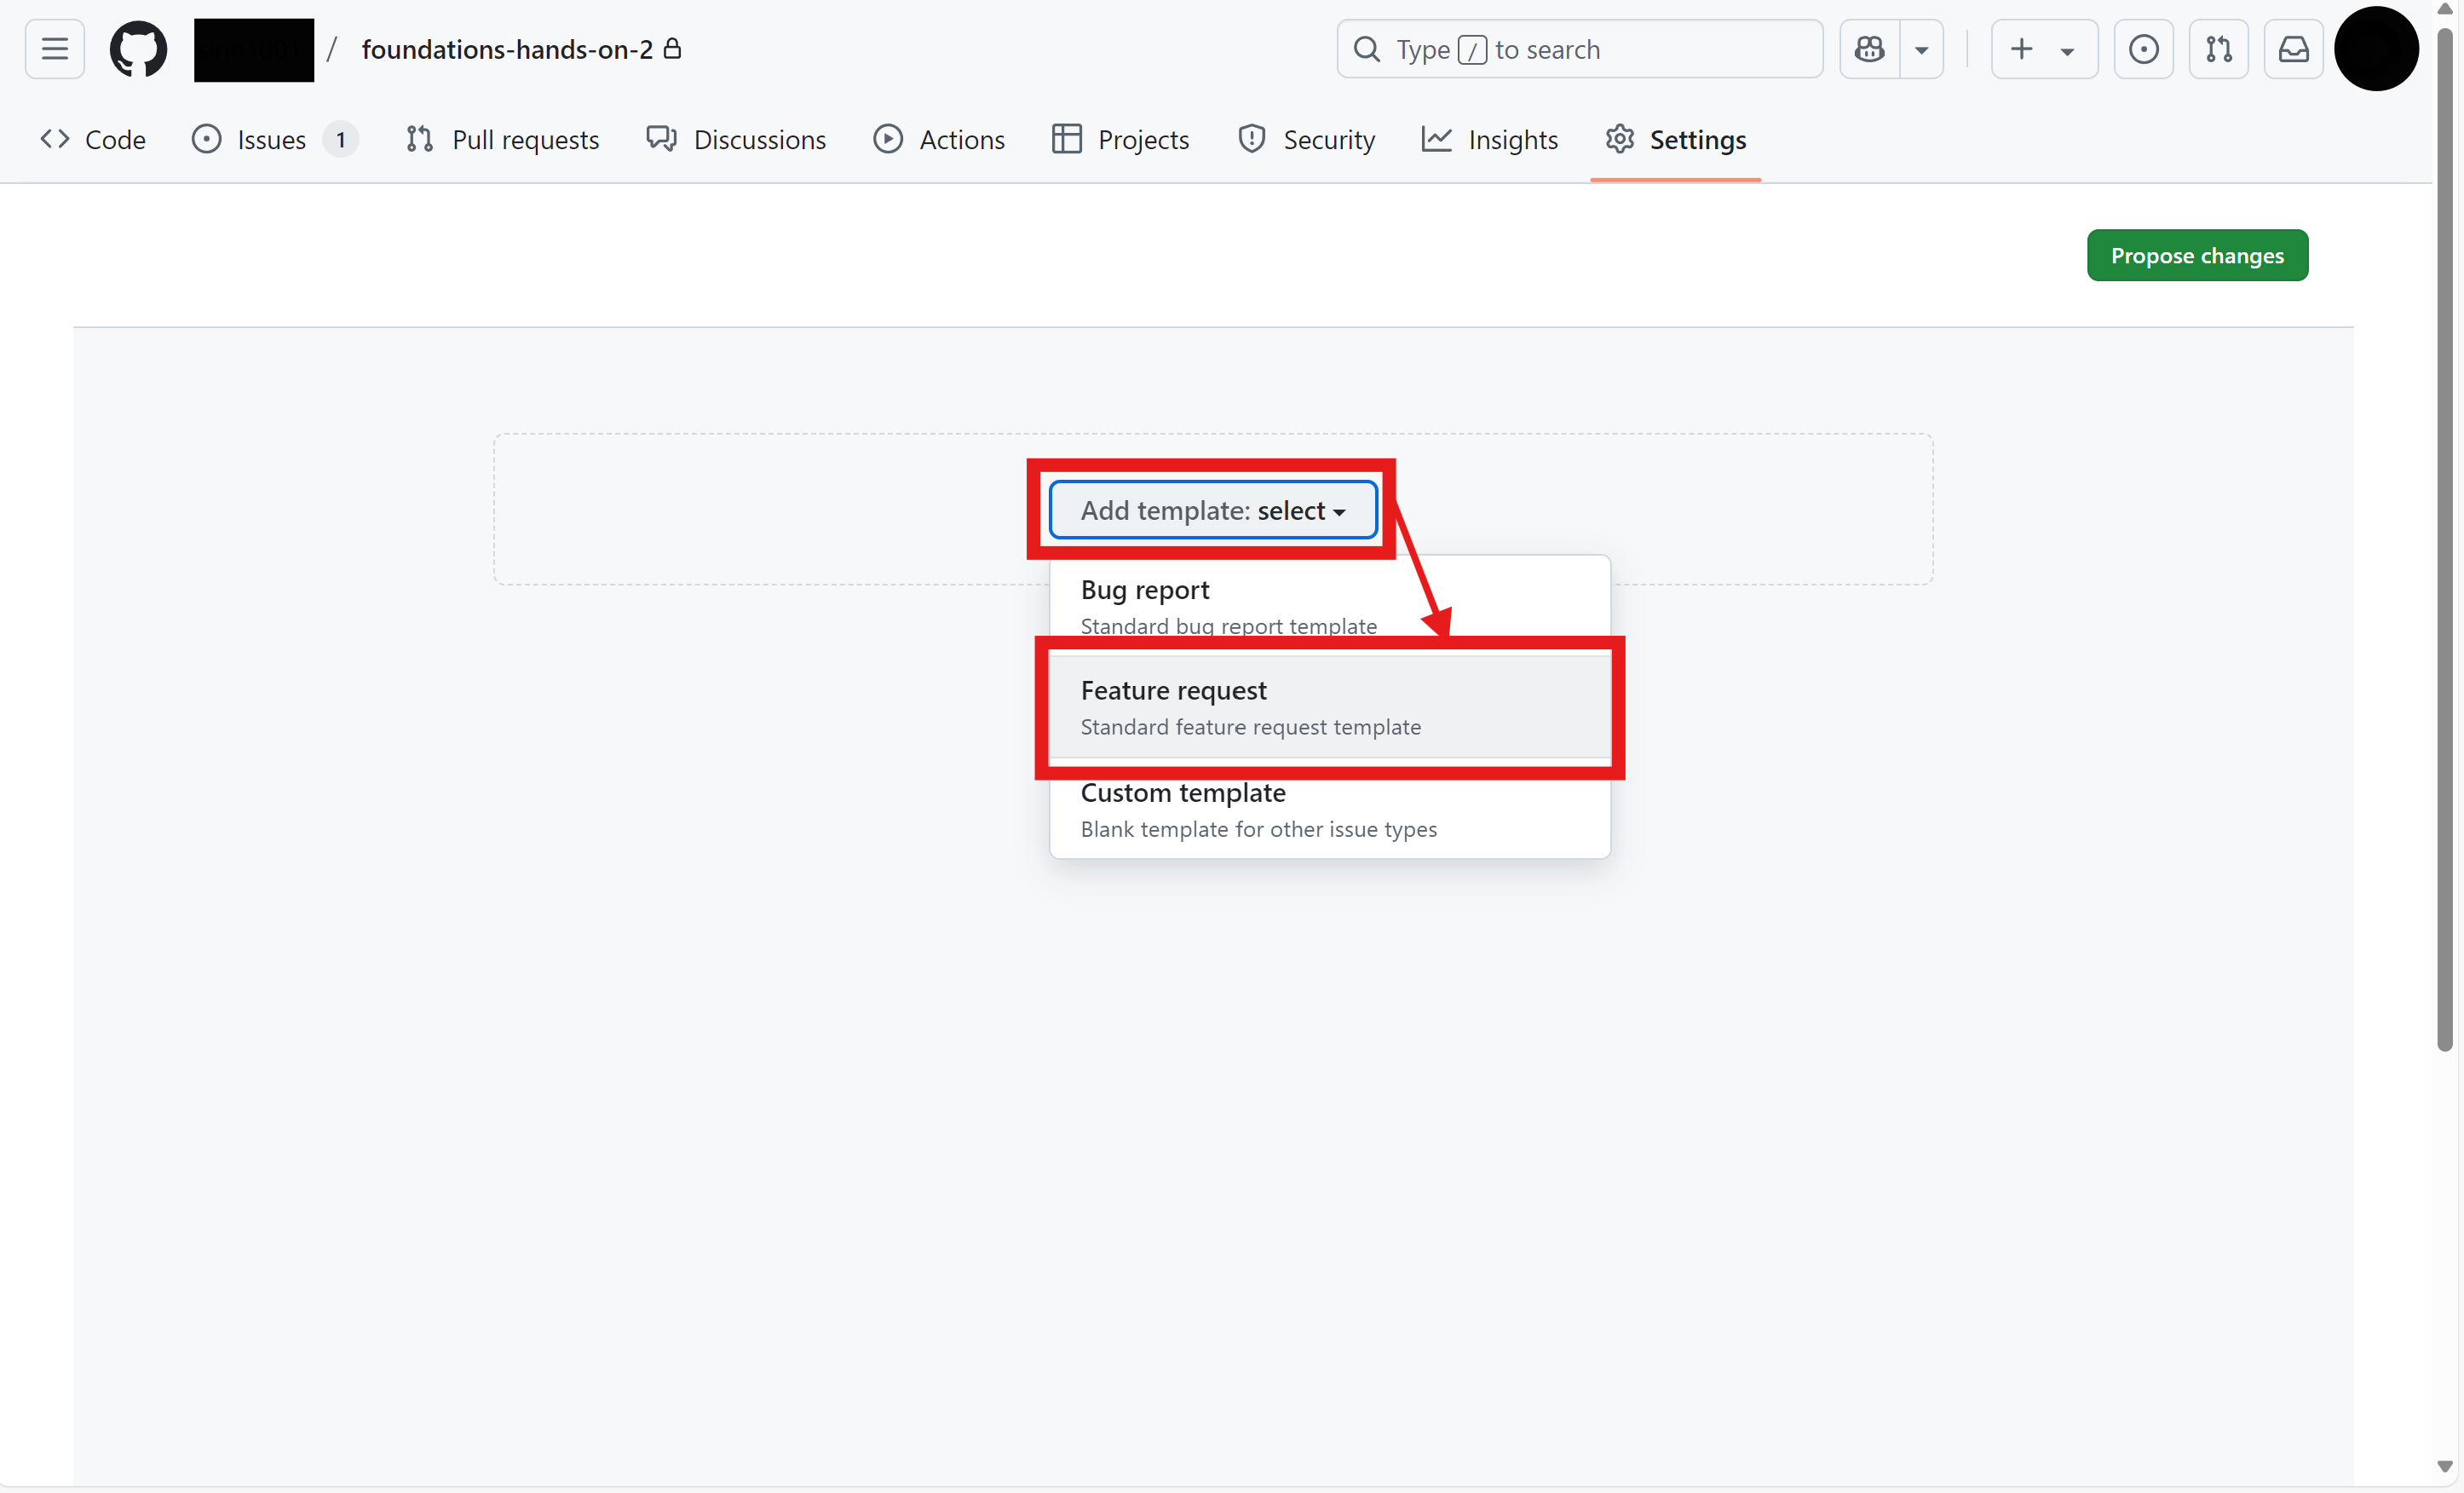 / foundations-hands-on-2
Type / to search
Code Issues 1 Pull requests Discussions Actions Projects Security Insights Settings
Propose changes
Add template: select
Bug report
Standard bug report template
Feature request
Standard feature request template
Custom template
Blank template for other issue types